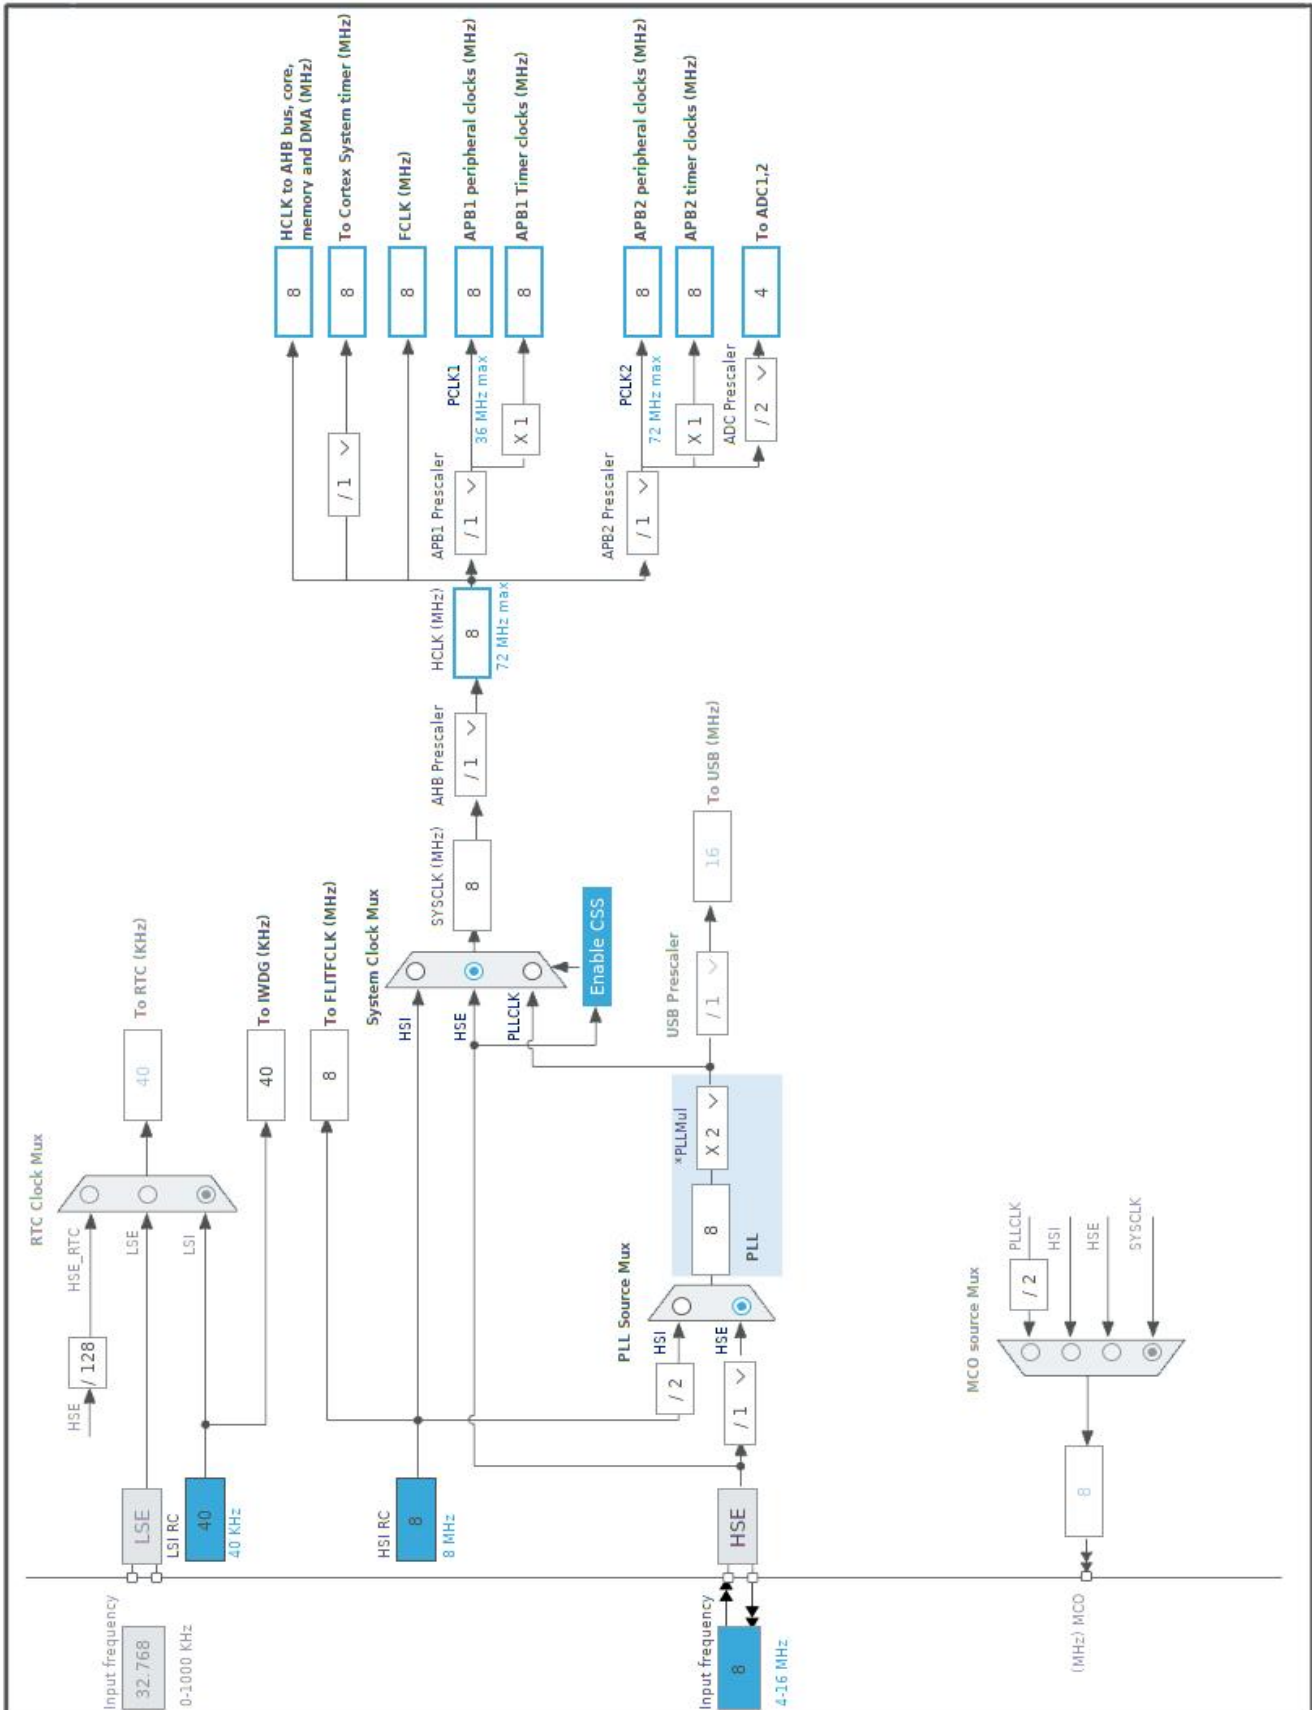 Input frequency
32.768
0-1000 KHz
LSE
LSI RC
40
40 KHz
HSE
/ 128
HSE_RTC
LSE
LSI
RTC Clock Mux
40
To RTC (KHz)
40
To IWDG (KHz)
8
To FLITFCLK (MHz)
HSI RC
8
8 MHz
System Clock Mux
HSI
HSE
PLLCLK
Enable CSS
SYSCLK (MHz)
8
AHB Prescaler
/ 1
HCLK (MHz)
8
72 MHz max
8
HCLK to AHB bus, core,
memory and DMA (MHz)
/ 1
8
To Cortex System timer (MHz)
8
FCLK (MHz)
APB1 Prescaler
/ 1
PCLK1
36 MHz max
8
APB1 peripheral clocks (MHz)
X 1
8
APB1 Timer clocks (MHz)
APB2 Prescaler
/ 1
PCLK2
72 MHz max
8
APB2 peripheral clocks (MHz)
X 1
8
APB2 timer clocks (MHz)
ADC Prescaler
/ 2
4
To ADC1,2
Input frequency
8
4-16 MHz
HSE
/ 2
/ 1
PLL Source Mux
HSI
HSE
8
PLL
*PLLMul
X 2
USB Prescaler
/ 1
16
To USB (MHz)
(MHz) MCO
8
MCO source Mux
/ 2
PLLCLK
HSI
HSE
SYSCLK